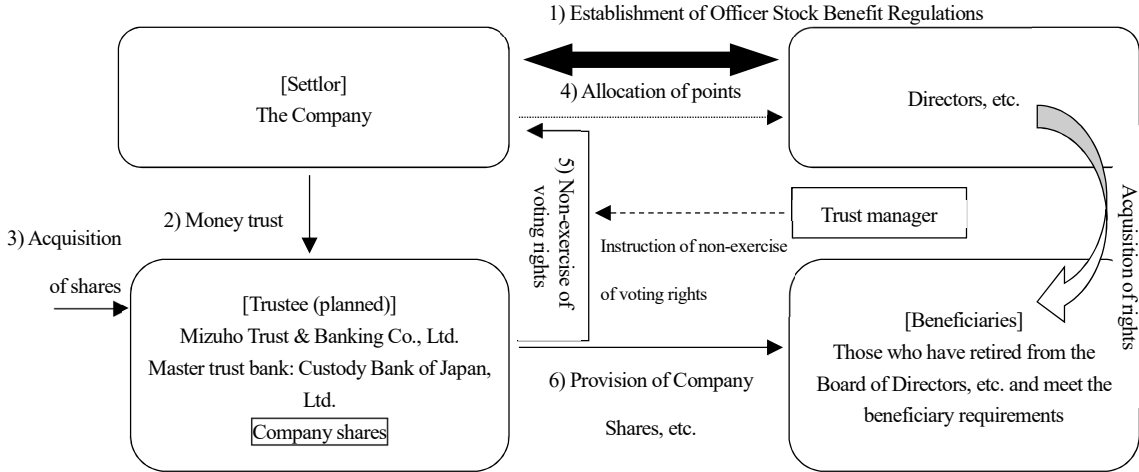 1) Establishment of Officer Stock Benefit Regulations
[Settlor]
The Company
4) Allocation of points
Directors, etc.
2) Money trust
3) Acquisition
of shares
5) Non-exercise of
voting rights
Trust manager
Instruction of non-exercise
of voting rights
Acquisition of rights
[Trustee (planned)]
Mizuho Trust & Banking Co., Ltd.
Master trust bank: Custody Bank of Japan,
Ltd.
Company shares
6) Provision of Company
Shares, etc.
[Beneficiaries]
Those who have retired from the
Board of Directors, etc. and meet the
beneficiary requirements